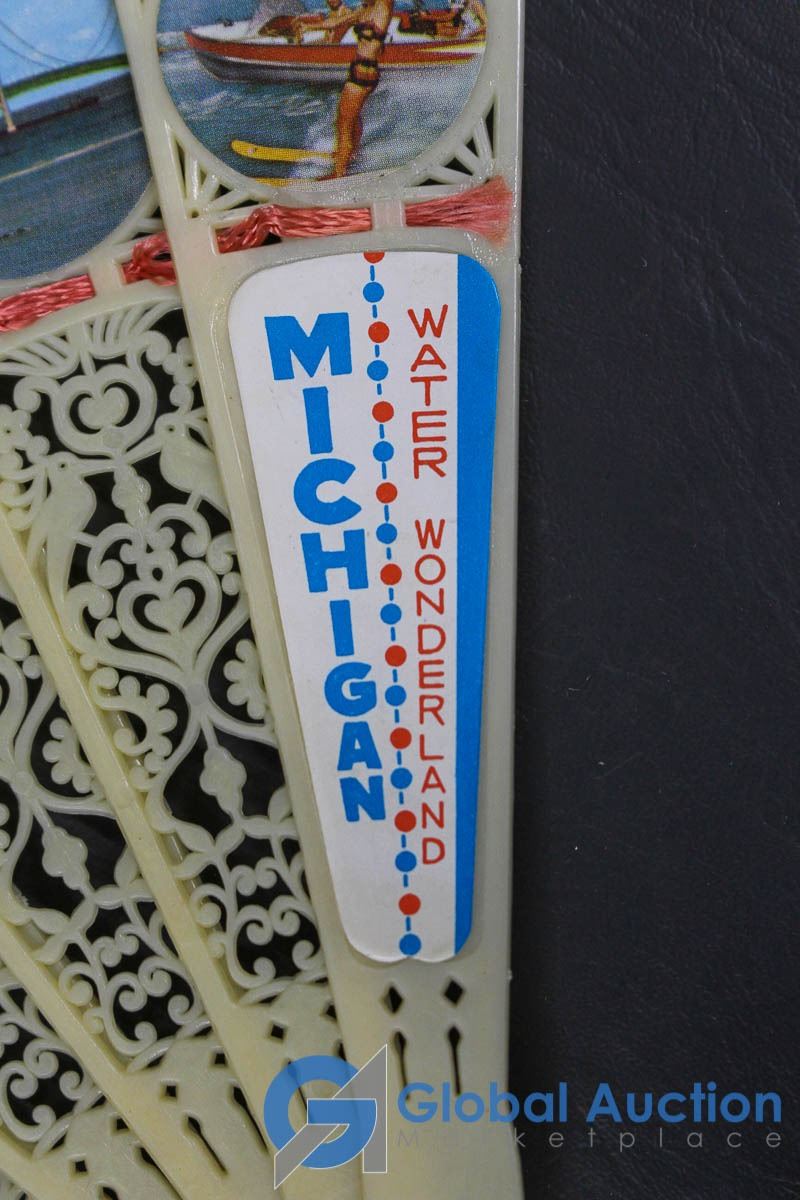 MICHIGAN
WATER WONDERLAND
Global Auction
Marketplace